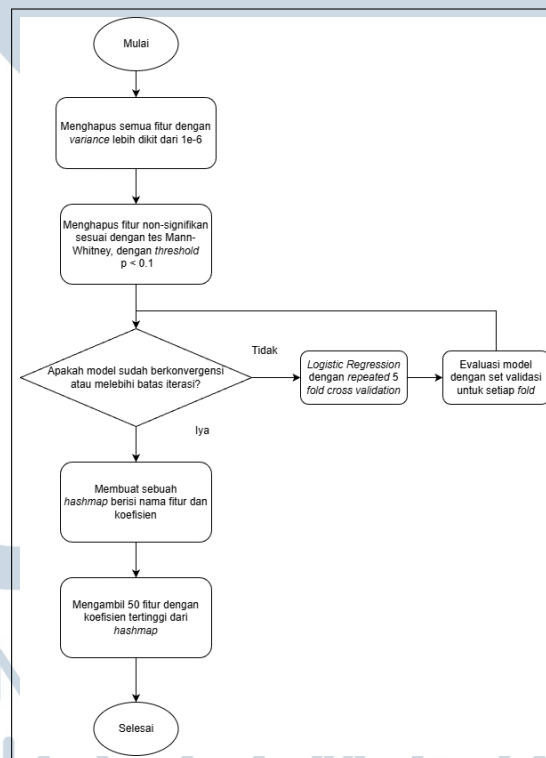 Mulai
Menghapus semua fitur dengan
variance lebih dikit dari 1e-6
Menghapus fitur non-signifikan
sesuai dengan tes Mann-
Whitney, dengan threshold
p < 0.1
Apakah model sudah berkonvergensi
atau melebihi batas iterasi?
Tidak
Logistic Regression
dengan repeated 5
fold cross validation
Evaluasi model
dengan set validasi
untuk setiap fold
Iya
Membuat sebuah
hashmap berisi nama fitur dan
koefisien
Mengambil 50 fitur dengan
koefisien tertinggi dari
hashmap
Selesai